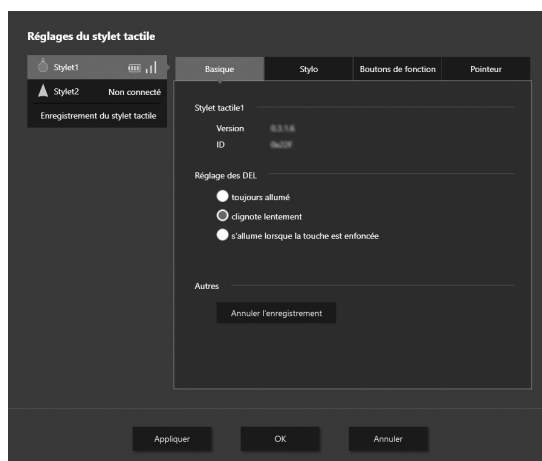 Réglages du stylet tactile
Stylet1
Stylet2 Non connecté
Enregistrement du stylet tactile
Basique Stylo Boutons de fonction Pointeur
Stylet tactile1
Version
ID
Réglage des DEL
toujours allumé
clignote lentement
s'allume lorsque la touche est enfoncée
Autres
Annuler l'enregistrement
Appliquer OK Annuler